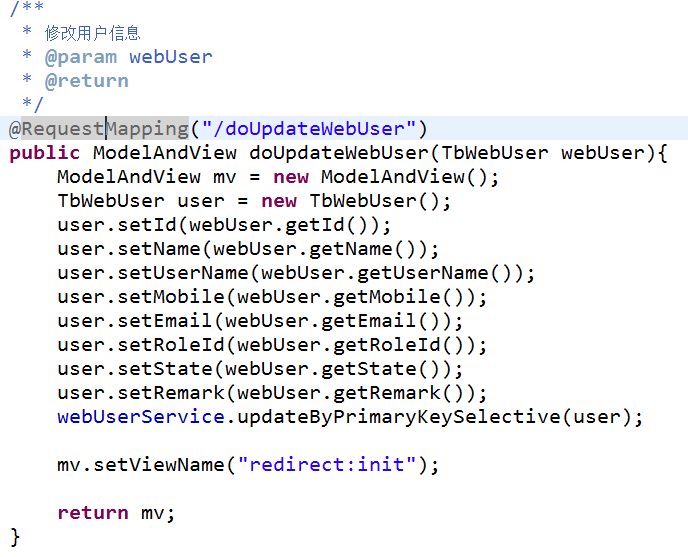 /**
 * 修改用户信息
 * @param webUser
 * @return
 */
@RequestMapping("/doUpdateWebUser")
public ModelAndView doUpdateWebUser(TbWebUser webUser){
    ModelAndView mv = new ModelAndView();
    TbWebUser user = new TbWebUser();
    user.setId(webUser.getId());
    user.setName(webUser.getName());
    user.setUserName(webUser.getUserName());
    user.setMobile(webUser.getMobile());
    user.setEmail(webUser.getEmail());
    user.setRoleId(webUser.getRoleId());
    user.setState(webUser.getState());
    user.setRemark(webUser.getRemark());
    webUserService.updateByPrimaryKeySelective(user);
    mv.setViewName("redirect:init");
    return mv;
}